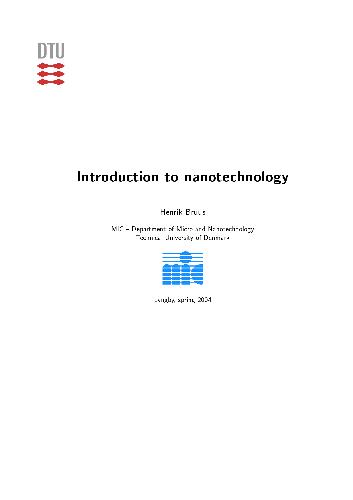 DTU
Introduction to nanotechnology
Henrik Bruus
MIC – Department of Micro and Nanotechnology
Technical University of Denmark
Lyngby, spring 2004